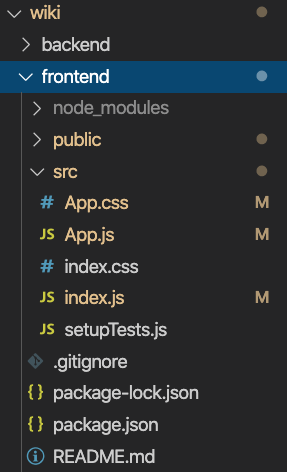 wiki
backend
frontend
node_modules
public
src
# App.css M
JS App.js M
# index.css
JS index.js M
JS setupTests.js
.gitignore
{} package-lock.json
{} package.json
README.md